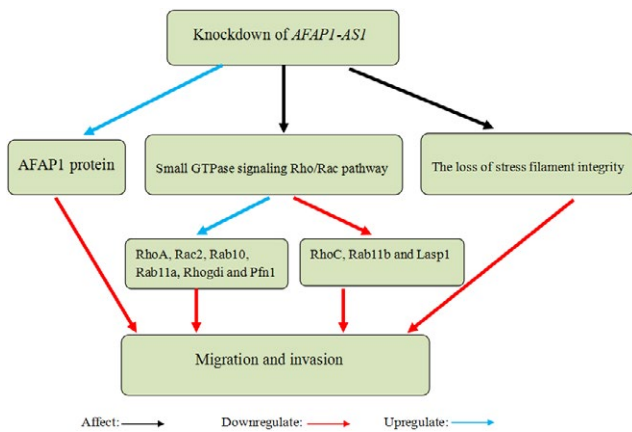 Knockdown of AFAP1-AS1
AFAP1 protein
Small GTPase signaling Rho/Rac pathway
The loss of stress filament integrity
RhoA, Rac2, Rab10,
Rab11a, Rhogdi and Pfn1
RhoC, Rab11b and Lasp1
Migration and invasion
Affect:
Downregulate:
Upregulate: